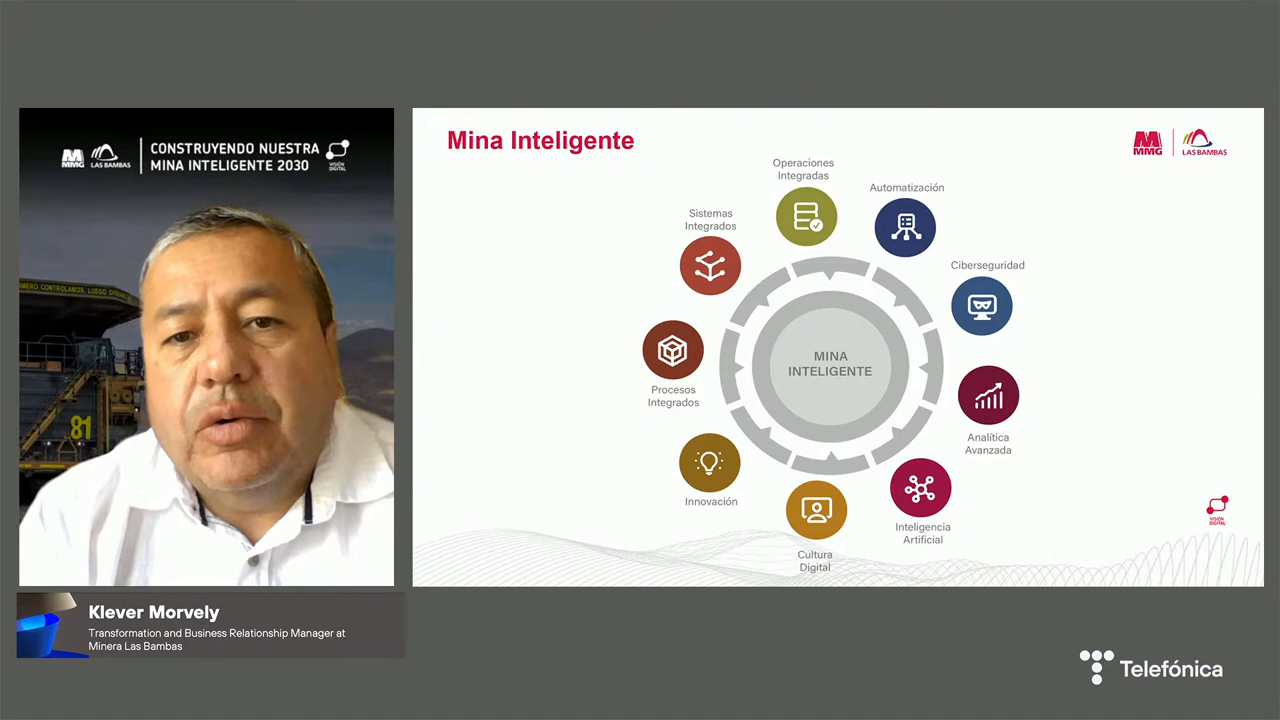 MMG
LAS BAMBAS
CONSTRUYENDO NUESTRA
MINA INTELIGENTE 2030
VISIÓN
DIGITAL
81
Klever Morvely
Transformation and Business Relationship Manager at
Minera Las Bambas
Mina Inteligente
MMG
LAS BAMBAS
Operaciones
Integradas
Automatización
Sistemas
Integrados
Ciberseguridad
MINA
INTELIGENTE
Procesos
Integrados
Analítica
Avanzada
Innovación
Inteligencia
Artificial
Cultura
Digital
VISIÓN
DIGITAL
Telefónica